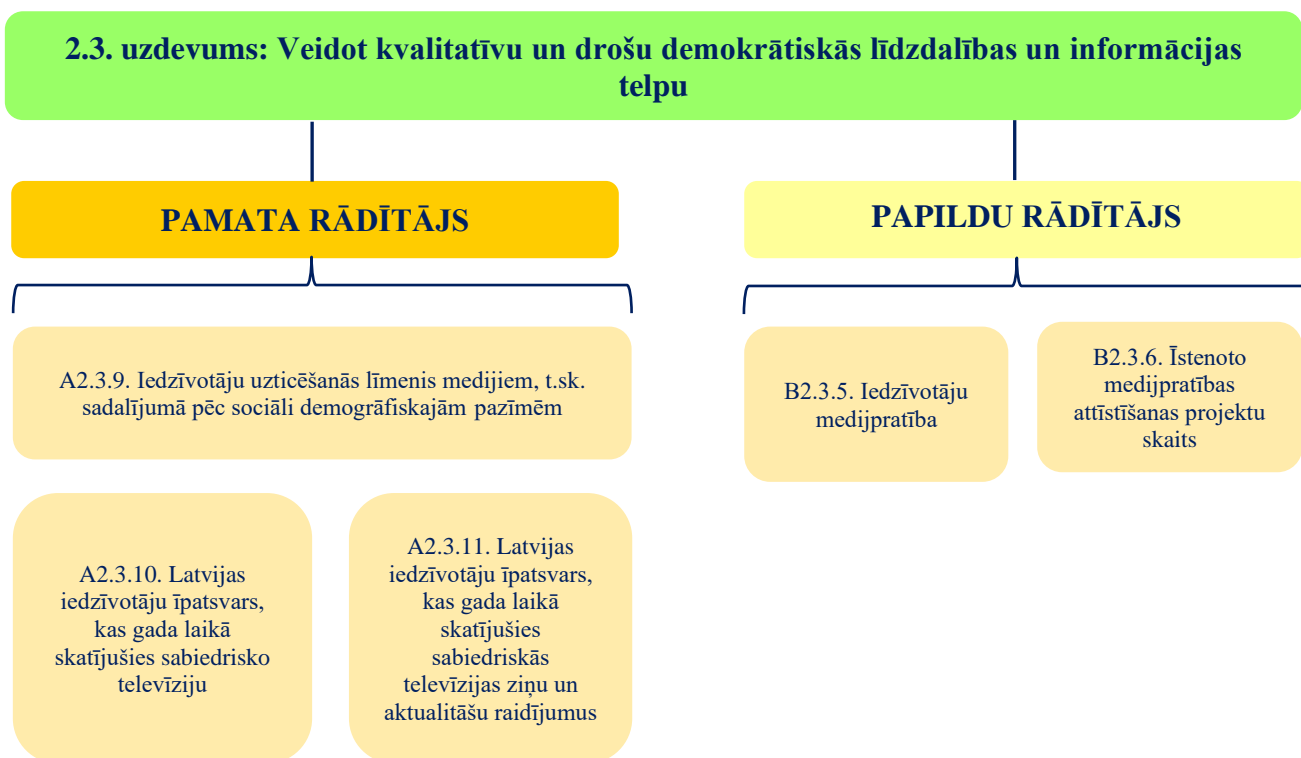 2.3. uzdevums: Veidot kvalitatīvu un drošu demokrātiskās līdzdalības un informācijas
telpu
PAMATA RĀDĪTĀJS
PAPILDU RĀDĪTĀJS
A2.3.9. Iedzīvotāju uzticēšanās līmenis medijiem, t.sk.
sadalījumā pēc sociāli demogrāfiskajām pazīmēm
B2.3.5. Iedzīvotāju
medijpratība
B2.3.6. Īstenoto
medijpratības
attīstīšanas projektu
skaits
A2.3.10. Latvijas
iedzīvotāju īpatsvars,
kas gada laikā
skatījušies sabiedrisko
televīziju
A2.3.11. Latvijas
iedzīvotāju īpatsvars,
kas gada laikā
skatījušies
sabiedriskās
televīzijas ziņu un
aktualitāšu raidījumus